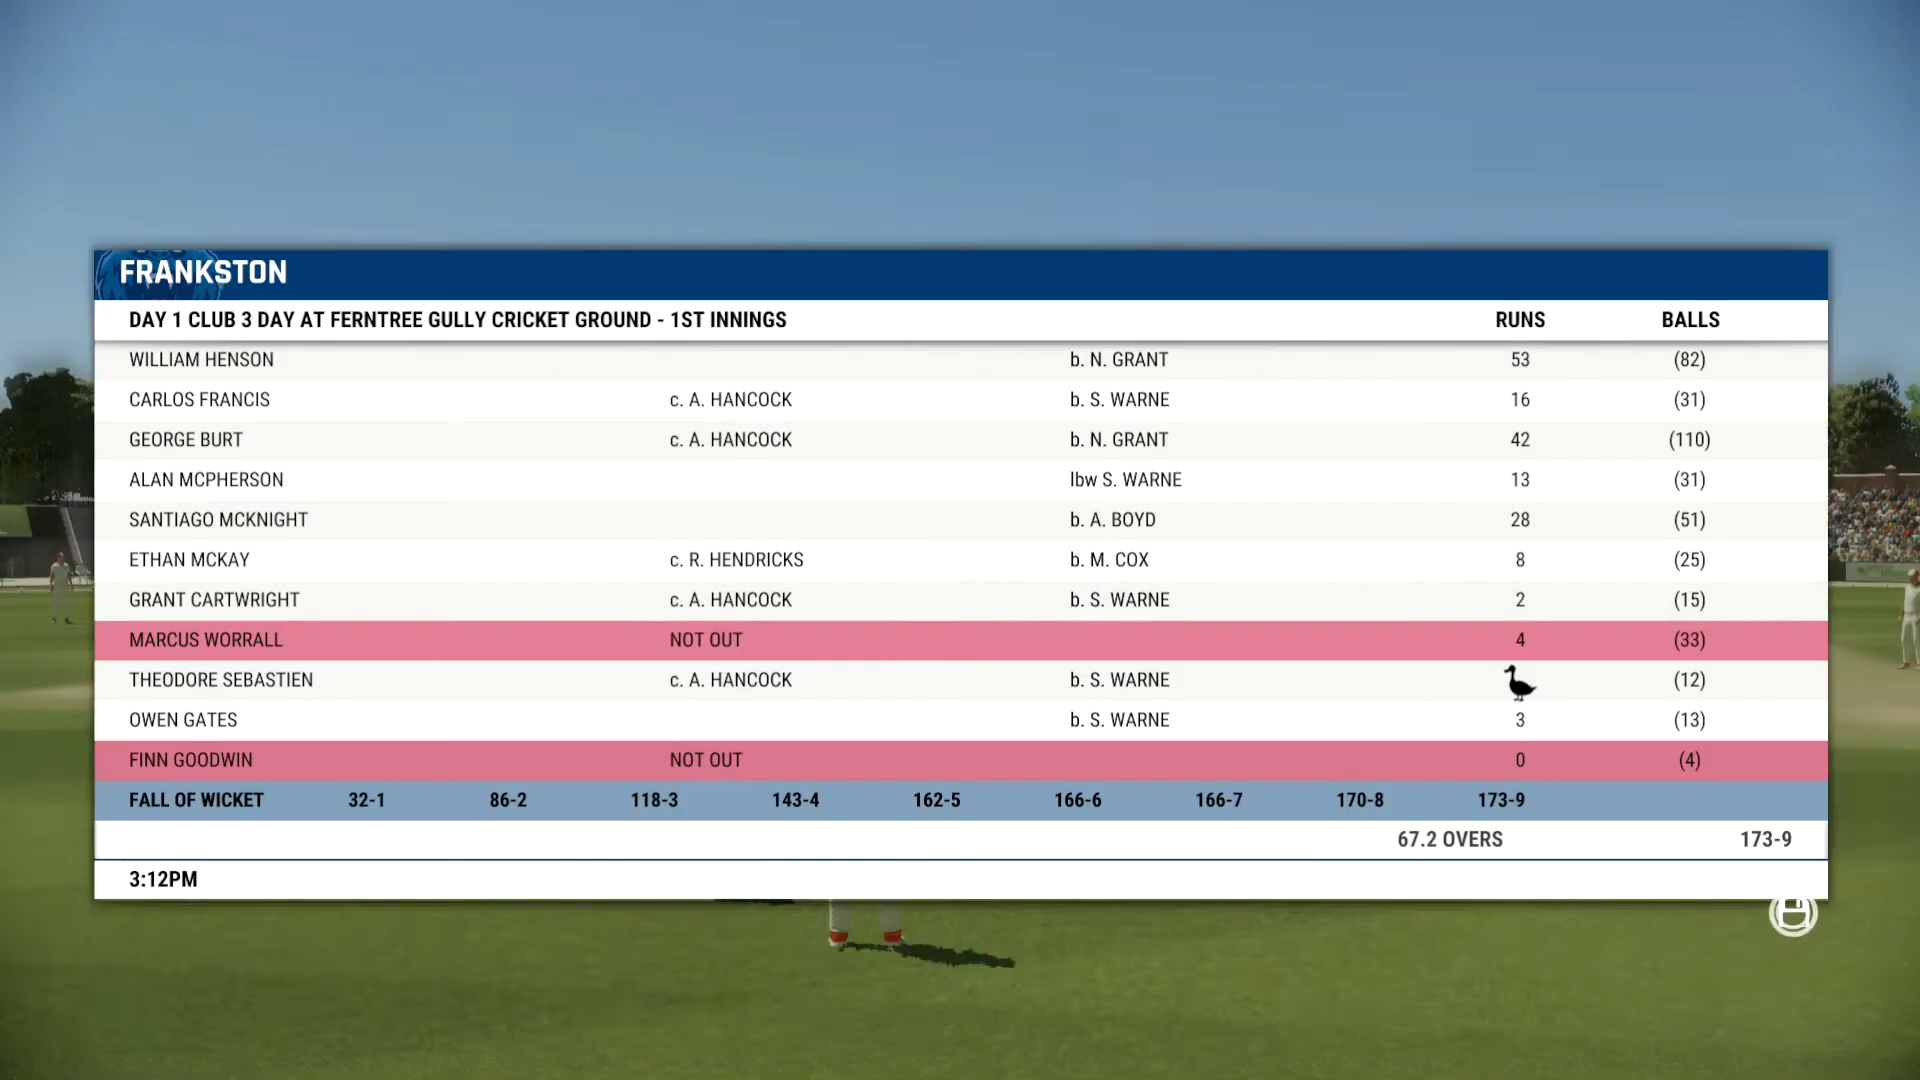 FRANKSTON
DAY 1 CLUB 3 DAY AT FERNTREE GULLY CRICKET GROUND - 1ST INNINGS RUNS BALLS
WILLIAM HENSON b. N. GRANT 53 (82)
CARLOS FRANCIS c. A. HANCOCK b. S. WARNE 16 (31)
GEORGE BURT c. A. HANCOCK b. N. GRANT 42 (110)
ALAN MCPHERSON lbw S. WARNE 13 (31)
SANTIAGO MCKNIGHT b. A. BOYD 28 (51)
ETHAN MCKAY c. R. HENDRICKS b. M. COX 8 (25)
GRANT CARTWRIGHT c. A. HANCOCK b. S. WARNE 2 (15)
MARCUS WORRALL NOT OUT 4 (33)
THEODORE SEBASTIEN c. A. HANCOCK b. S. WARNE (12)
OWEN GATES b. S. WARNE 3 (13)
FINN GOODWIN NOT OUT 0 (4)
FALL OF WICKET 32-1 86-2 118-3 143-4 162-5 166-6 166-7 170-8 173-9
67.2 OVERS 173-9
3:12PM